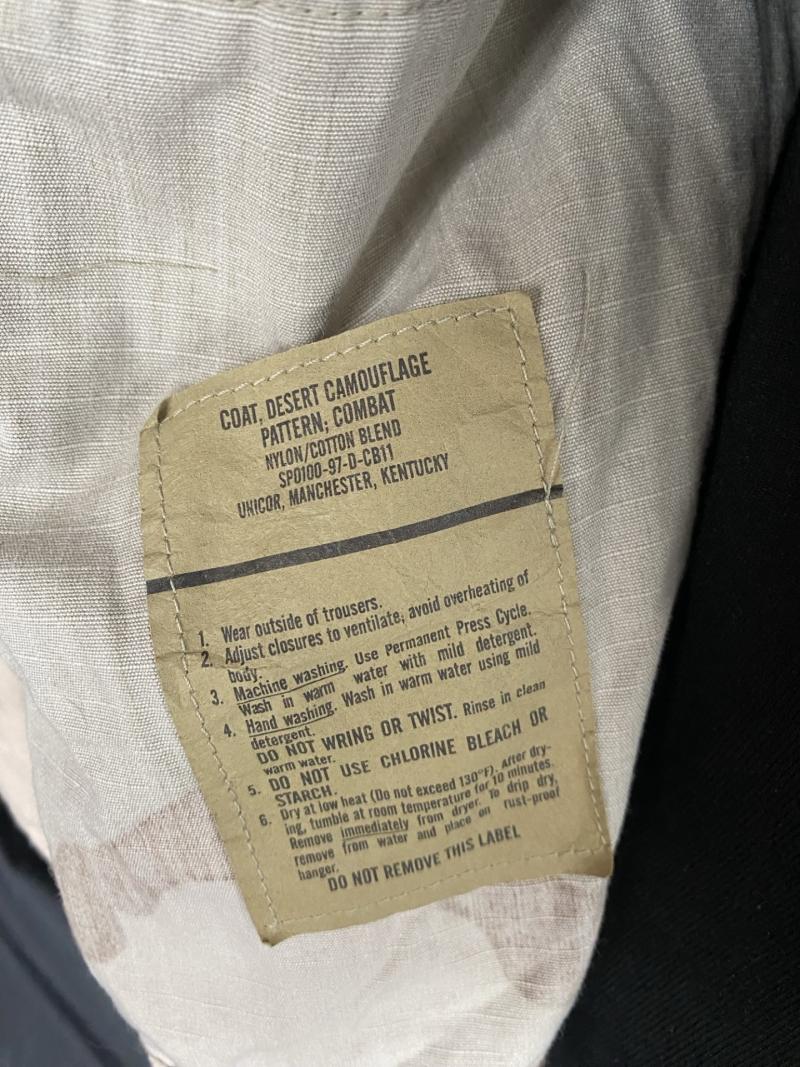 COAT, DESERT CAMOUFLAGE
PATTERN; COMBAT
NYLON/COTTON BLEND
SPO100-97-D-CB11
UNICOR, MANCHESTER, KENTUCKY
1. Wear outside of trousers.
2. Adjust closures to ventilate; avoid overheating of
body.
3. Machine washing. Use Permanent Press Cycle.
Wash in warm water with mild detergent.
4. Hand washing. Wash in warm water using mild
detergent.
DO NOT WRING OR TWIST. Rinse in clean
warm water.
5. DO NOT USE CHLORINE BLEACH OR
STARCH.
6. Dry at low heat (Do not exceed 130°F). After dry-
ing, tumble at room temperature for 10 minutes.
Remove immediately from dryer. To drip dry,
remove from water and place on rust-proof
hanger.
DO NOT REMOVE THIS LABEL